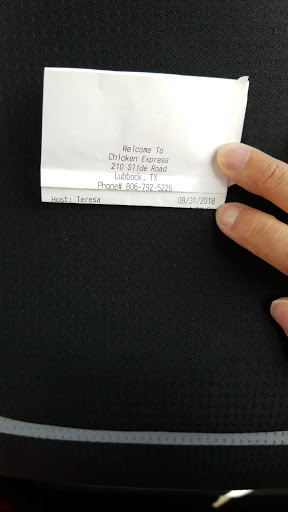 Welcome To
Chicken Express
210 Slide Road
Lubbock, TX
Phone# 806-792-5226
Host: Teresa 08/31/2018